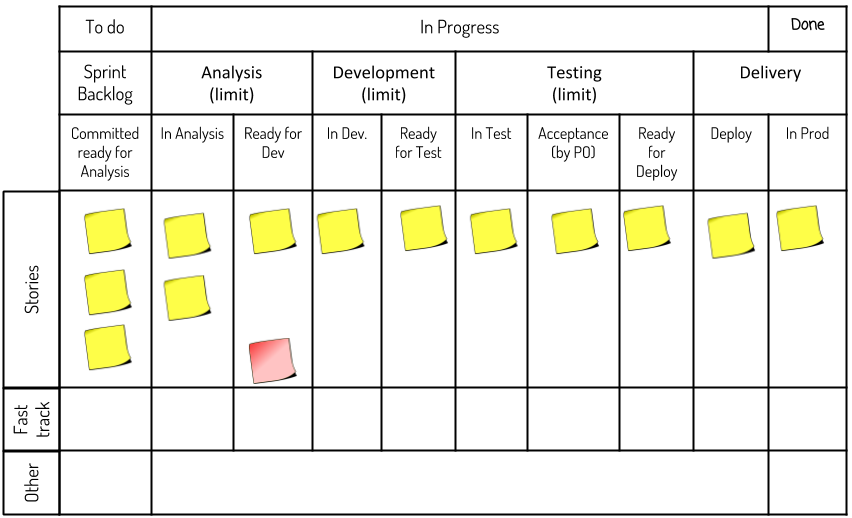 To do
In Progress
Done
Sprint
Backlog
Analysis
(limit)
Development
(limit)
Testing
(limit)
Delivery
Committed
ready for
Analysis
In Analysis
Ready for
Dev
In Dev.
Ready
for Test
In Test
Acceptance
(by PO)
Ready
for
Deploy
Deploy
In Prod
Stories
Fast
track
Other